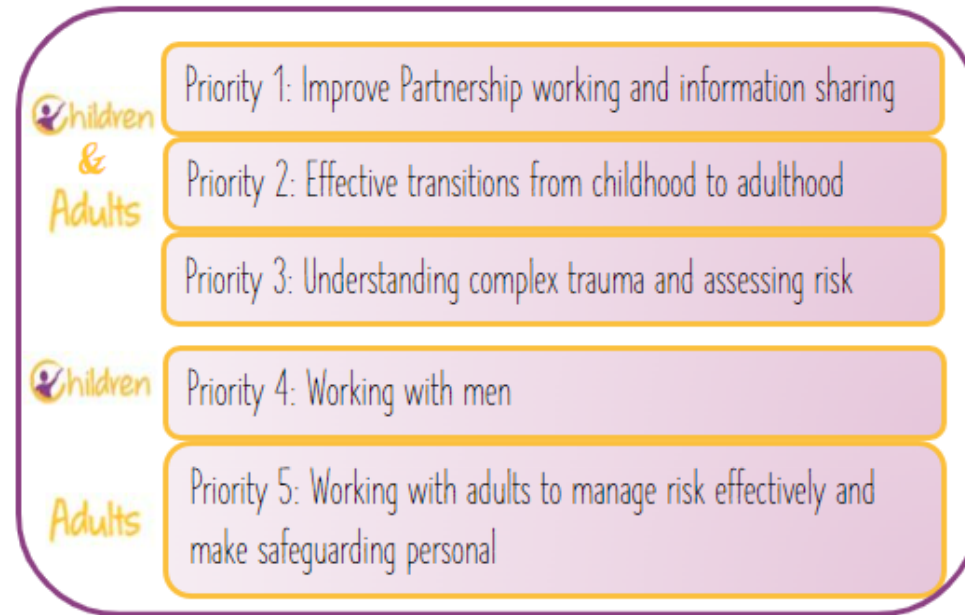 Children
&
Adults
Priority 1: Improve Partnership working and information sharing
Priority 2: Effective transitions from childhood to adulthood
Priority 3: Understanding complex trauma and assessing risk
Children
Priority 4: Working with men
Adults
Priority 5: Working with adults to manage risk effectively and
make safeguarding personal